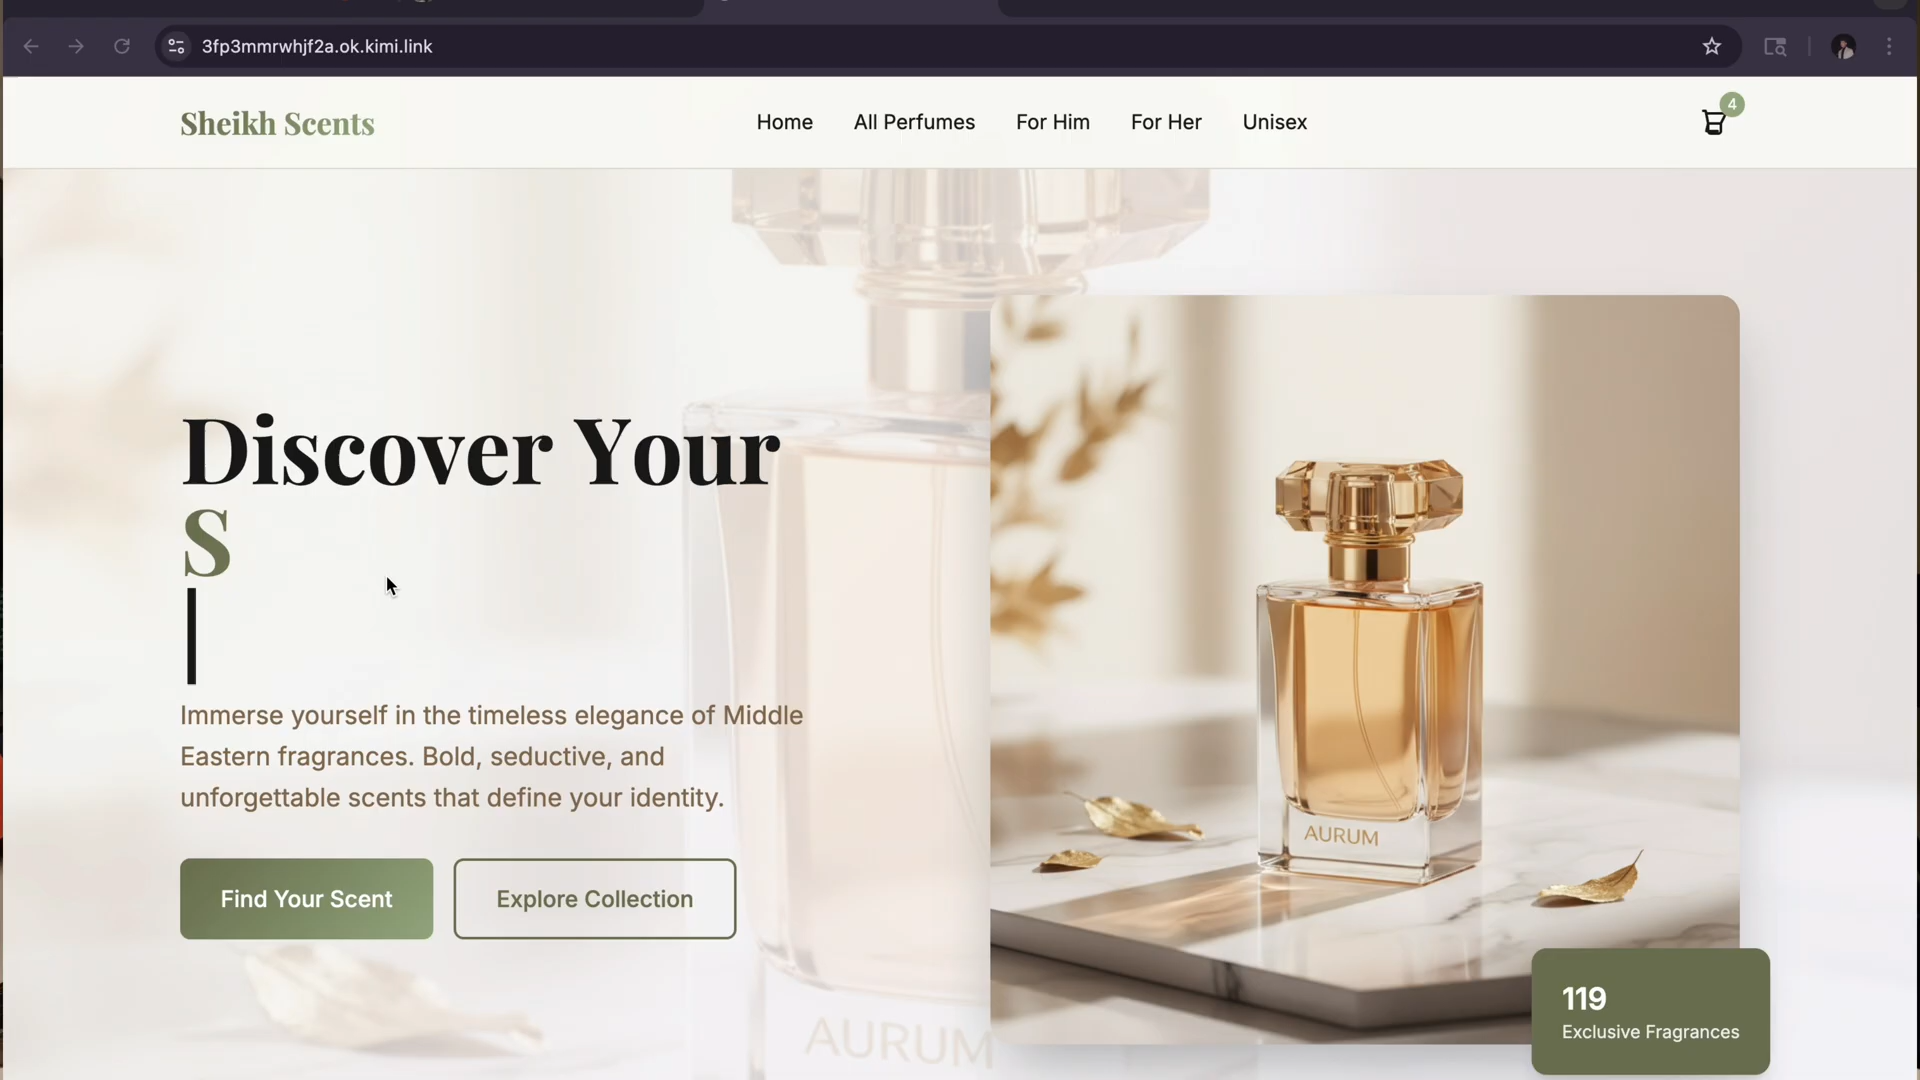 3fp3mmrwhjf2a.ok.kimi.link
Sheikh Scents
Home
All Perfumes
For Him
For Her
Unisex
4
Discover Your
S
Immerse yourself in the timeless elegance of Middle
Eastern fragrances. Bold, seductive, and
unforgettable scents that define your identity.
Find Your Scent
Explore Collection
AURUM
AURUM
119
Exclusive Fragrances